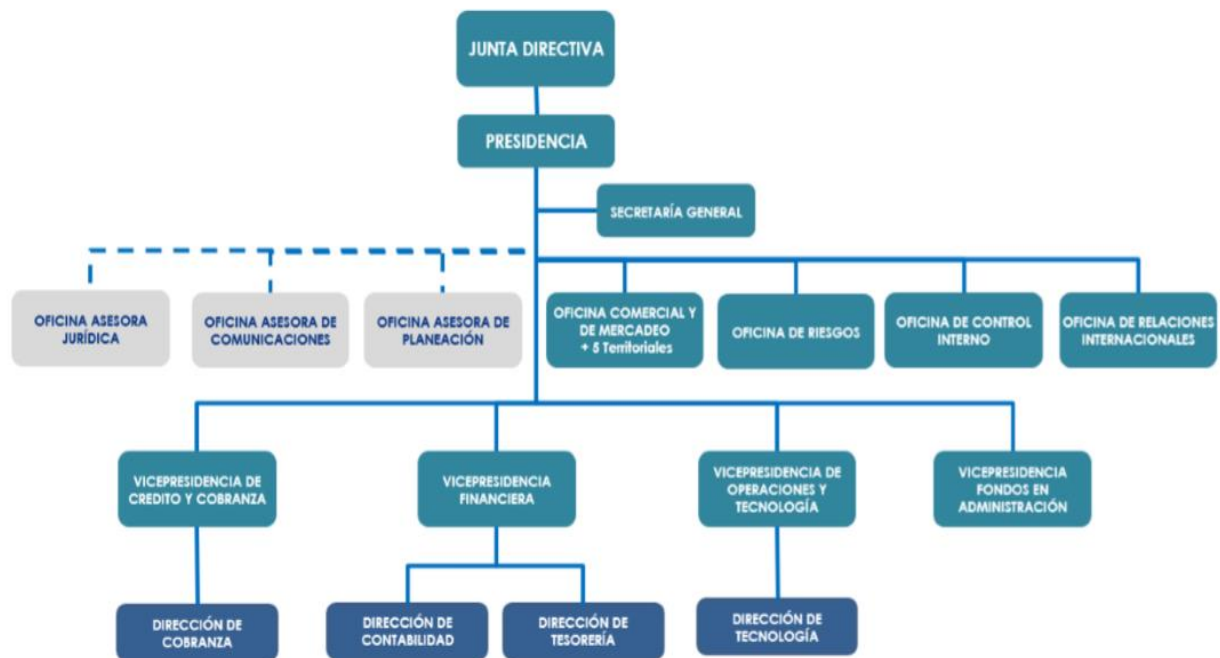 JUNTA DIRECTIVA
PRESIDENCIA
SECRETARÍA GENERAL
OFICINA ASESORA
JURÍDICA
OFICINA ASESORA DE
COMUNICACIONES
OFICINA ASESORA DE
PLANEACIÓN
OFICINA COMERCIAL Y
DE MERCADEO
+ 5 Territoriales
OFICINA DE RIESGOS
OFICINA DE CONTROL
INTERNO
OFICINA DE RELACIONES
INTERNACIONALES
VICEPRESIDENCIA DE
CREDITO Y COBRANZA
VICEPRESIDENCIA
FINANCIERA
VICEPRESIDENCIA DE
OPERACIONES Y
TECNOLOGÍA
VICEPRESIDENCIA
FONDOS EN
ADMINISTRACIÓN
DIRECCIÓN DE
COBRANZA
DIRECCIÓN DE
CONTABILIDAD
DIRECCIÓN DE
TESORERÍA
DIRECCIÓN DE
TECNOLOGÍA